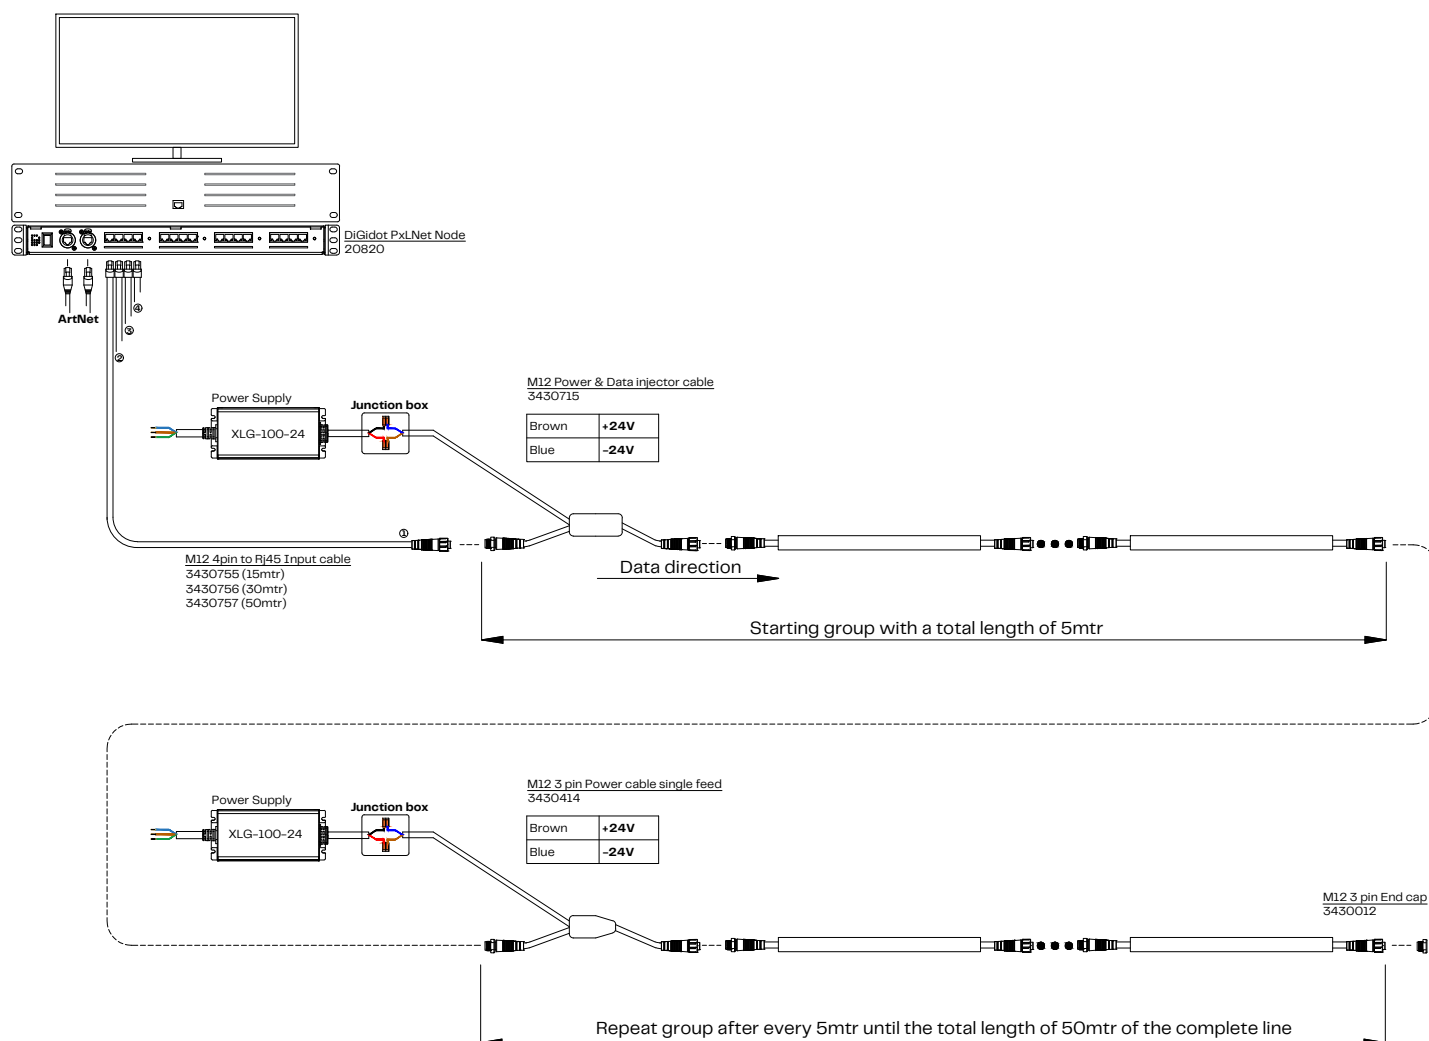 DiGidot PxLNet Node
20820
ArtNet
④
③
②
Power Supply
XLG-100-24
Junction box
M12 Power & Data injector cable
3430715
Brown +24V
Blue -24V
①
M12 4pin to Rj45 Input cable
3430755 (15mtr)
3430756 (30mtr)
3430757 (50mtr)
Data direction
Starting group with a total length of 5mtr
Power Supply
XLG-100-24
Junction box
M12 3 pin Power cable single feed
3430414
Brown +24V
Blue -24V
M12 3 pin End cap
3430012
Repeat group after every 5mtr until the total length of 50mtr of the complete line